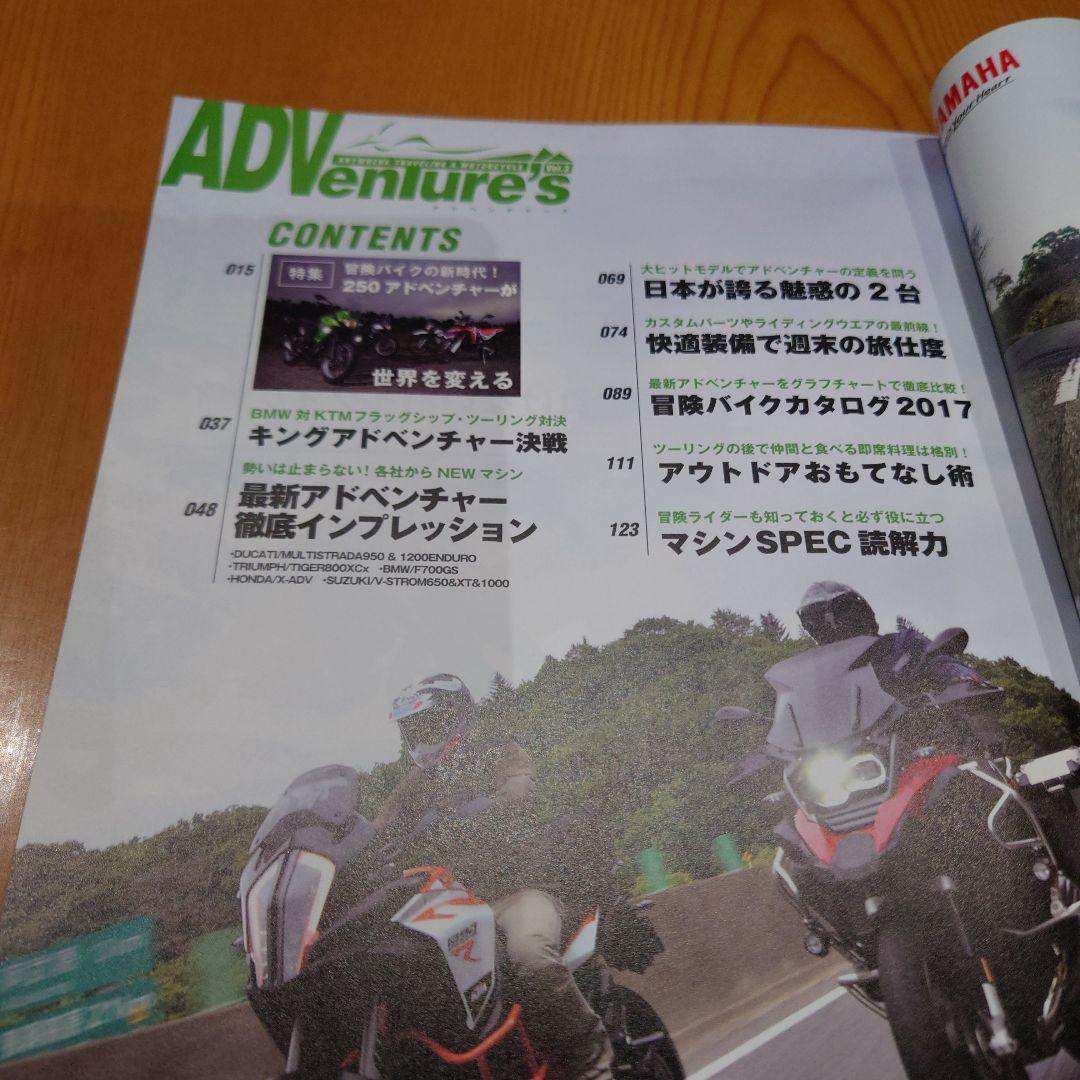 ADVenture's
ANYWHERE TRAVELING & MOTORCYCLE Vol.3
アドベンチャーズ
CONTENTS
015
特集 冒険バイクの新時代！
250アドベンチャーが
世界を変える
037
BMW対KTMフラッグシップ・ツーリング対決
キングアドベンチャー決戦
048
勢いは止まらない！各社からNEWマシン
最新アドベンチャー
徹底インプレッション
・DUCATI/MULTISTRADA950 & 1200ENDURO
・TRIUMPH/TIGER800XCx ・BMW/F700GS
・HONDA/X-ADV ・SUZUKI/V-STROM650&XT&1000
069
大ヒットモデルでアドベンチャーの定義を問う
日本が誇る魅惑の2台
074
カスタムパーツやライディングウエアの最前線！
快適装備で週末の旅仕度
089
最新アドベンチャーをグラフチャートで徹底比較！
冒険バイクカタログ2017
111
ツーリングの後で仲間と食べる即席料理は格別！
アウトドアおもてなし術
123
冒険ライダーも知っておくと必ず役に立つ
マシンSPEC読解力
YAMAHA
Your Heart